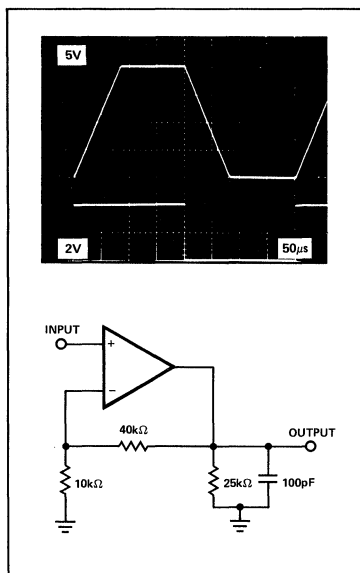 5V
2V
50μs
INPUT
+
−
40kΩ
OUTPUT
10kΩ
25kΩ
100pF